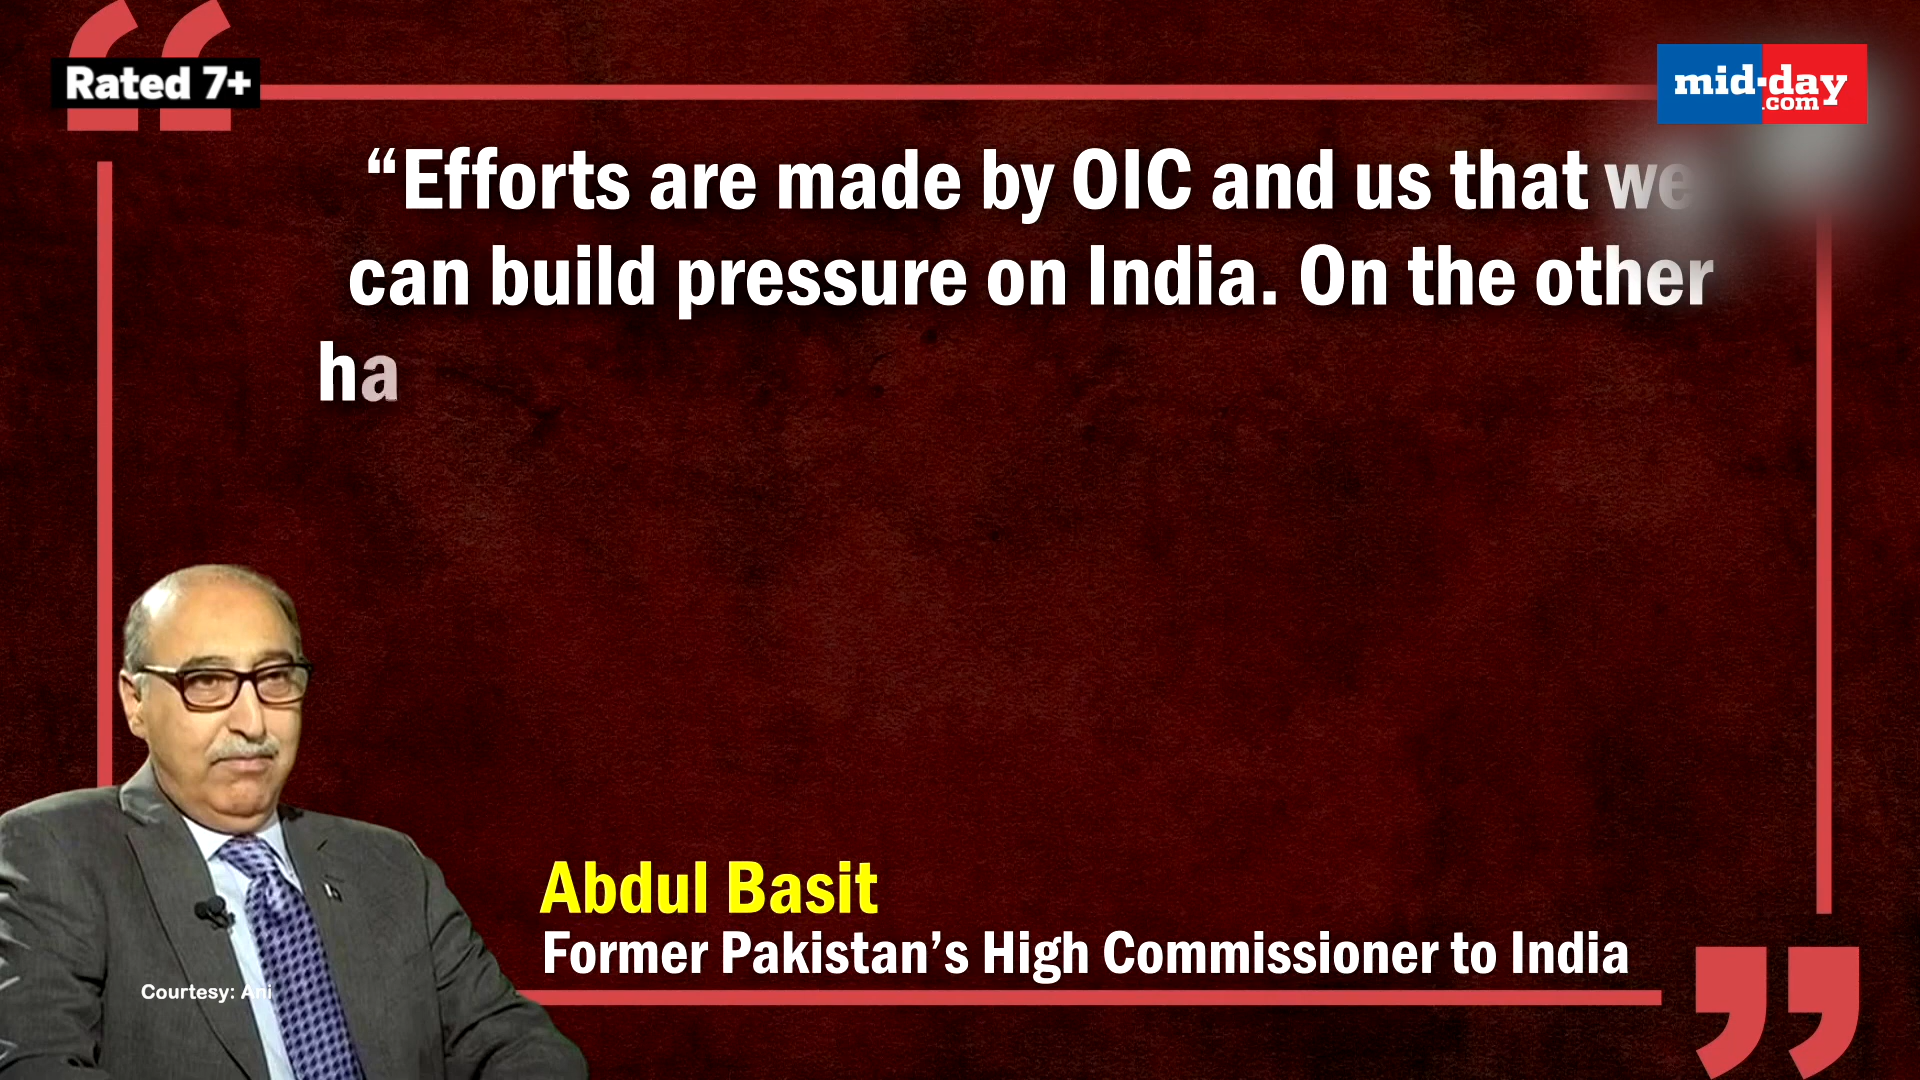 Rated 7+
mid-day
.com
“Efforts are made by OIC and us that we
can build pressure on India. On the other
ha
Abdul Basit
Former Pakistan’s High Commissioner to India
Courtesy: Ani